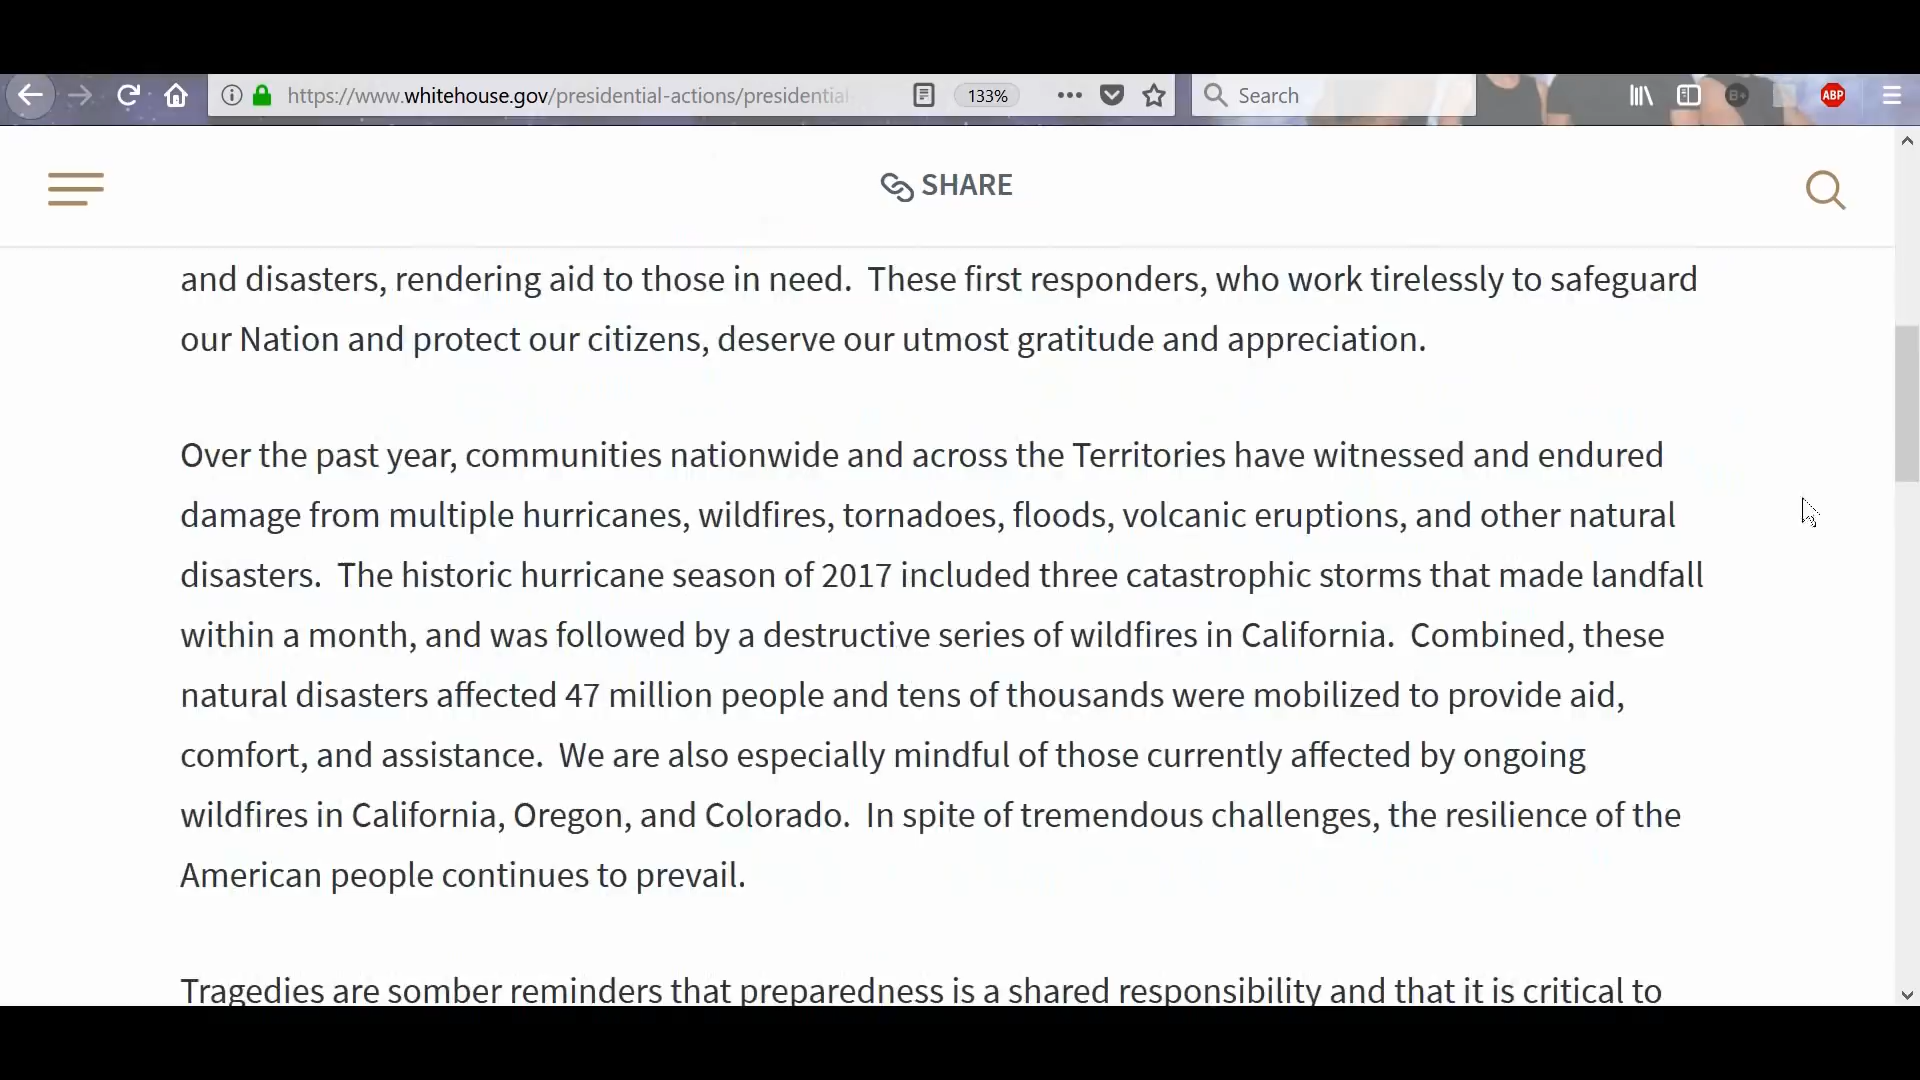 https://www.whitehouse.gov/presidential-actions/presidential
133%
Search
B+
ABP
SHARE
and disasters, rendering aid to those in need.  These first responders, who work tirelessly to safeguard
our Nation and protect our citizens, deserve our utmost gratitude and appreciation.
Over the past year, communities nationwide and across the Territories have witnessed and endured
damage from multiple hurricanes, wildfires, tornadoes, floods, volcanic eruptions, and other natural
disasters.  The historic hurricane season of 2017 included three catastrophic storms that made landfall
within a month, and was followed by a destructive series of wildfires in California.  Combined, these
natural disasters affected 47 million people and tens of thousands were mobilized to provide aid,
comfort, and assistance.  We are also especially mindful of those currently affected by ongoing
wildfires in California, Oregon, and Colorado.  In spite of tremendous challenges, the resilience of the
American people continues to prevail.
Tragedies are somber reminders that preparedness is a shared responsibility and that it is critical to